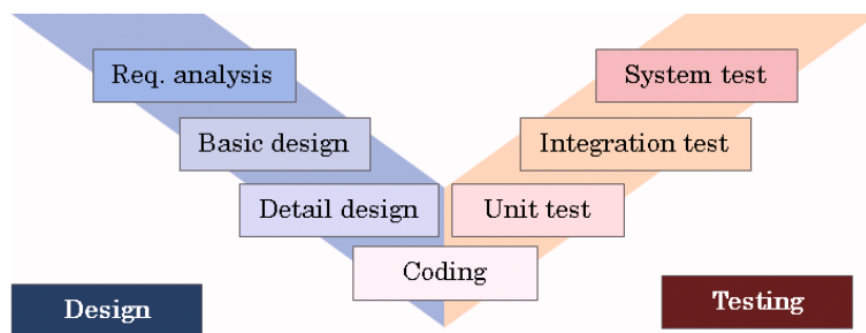 Req. analysis
System test
Basic design
Integration test
Detail design
Unit test
Coding
Design
Testing